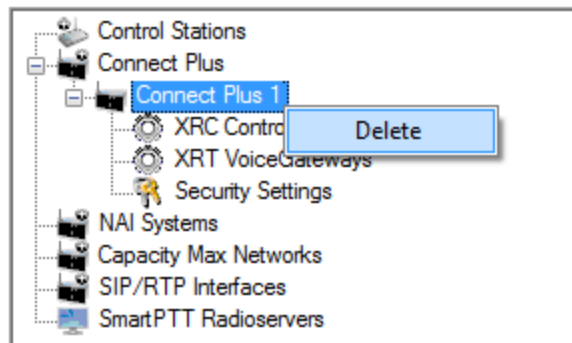 Control Stations
Connect Plus
Connect Plus 1
XRC Contro
Delete
XRT VoiceGateways
Security Settings
NAI Systems
Capacity Max Networks
SIP/RTP Interfaces
SmartPTT Radioservers